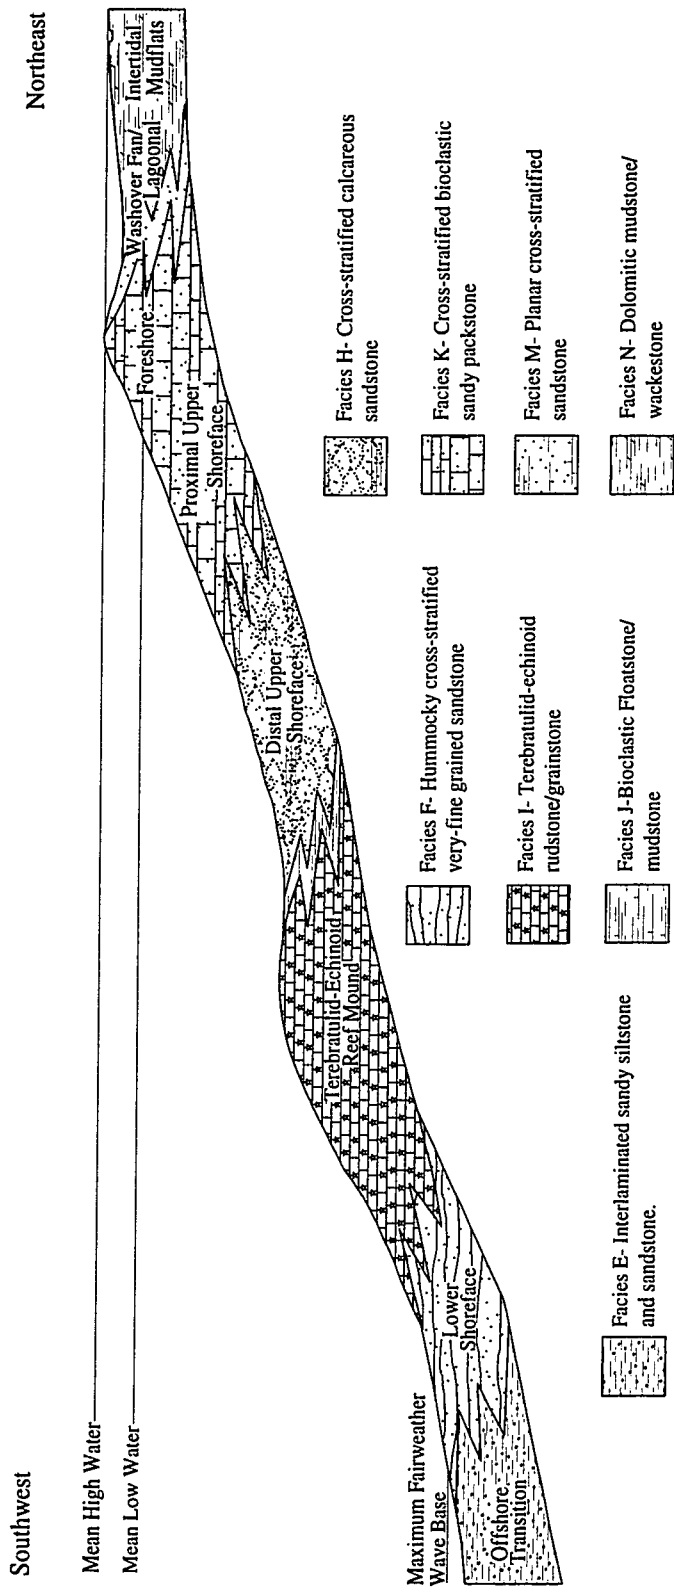 Southwest
Northeast
Mean High Water
Mean Low Water
Maximum Fairweather
Wave Base
Offshore
Transition
Lower
Shoreface
Terebratulid-Echinoid
Reef Mound
Distal Upper
Shoreface
Proximal Upper
Shoreface
Foreshore
Washover Fan/
Lagoonal
Intertidal
Mudflats
Facies E- Interlaminated sandy siltstone
and sandstone.
Facies F- Hummocky cross-stratified
very-fine grained sandstone
Facies I- Terebratulid-echinoid
rudstone/grainstone
Facies J-Bioclastic Floatstone/
mudstone
Facies H- Cross-stratified calcareous
sandstone
Facies K- Cross-stratified bioclastic
sandy packstone
Facies M- Planar cross-stratified
sandstone
Facies N- Dolomitic mudstone/
wackestone